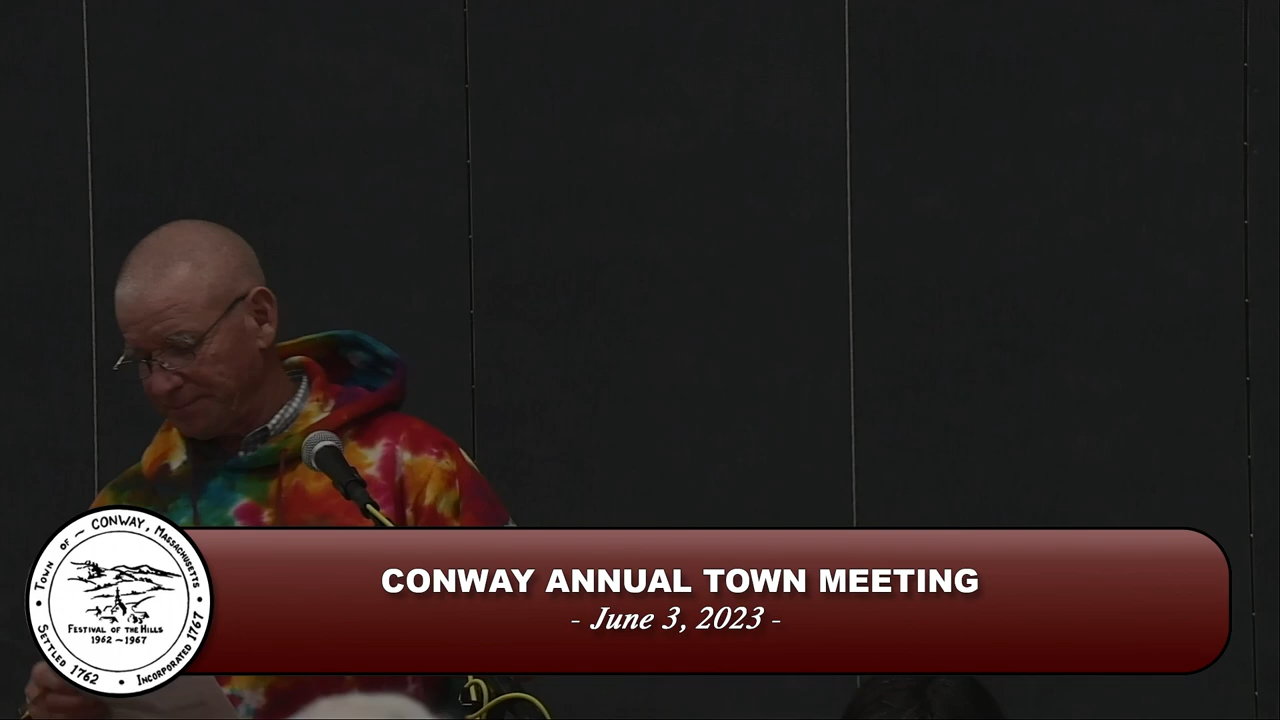 CONWAY ANNUAL TOWN MEETING
- June 3, 2023 -
TOWN OF ~ CONWAY, MASSACHUSETTS
FESTIVAL OF THE HILLS
1962 ~ 1967
SETTLED 1762 • INCORPORATED 1767